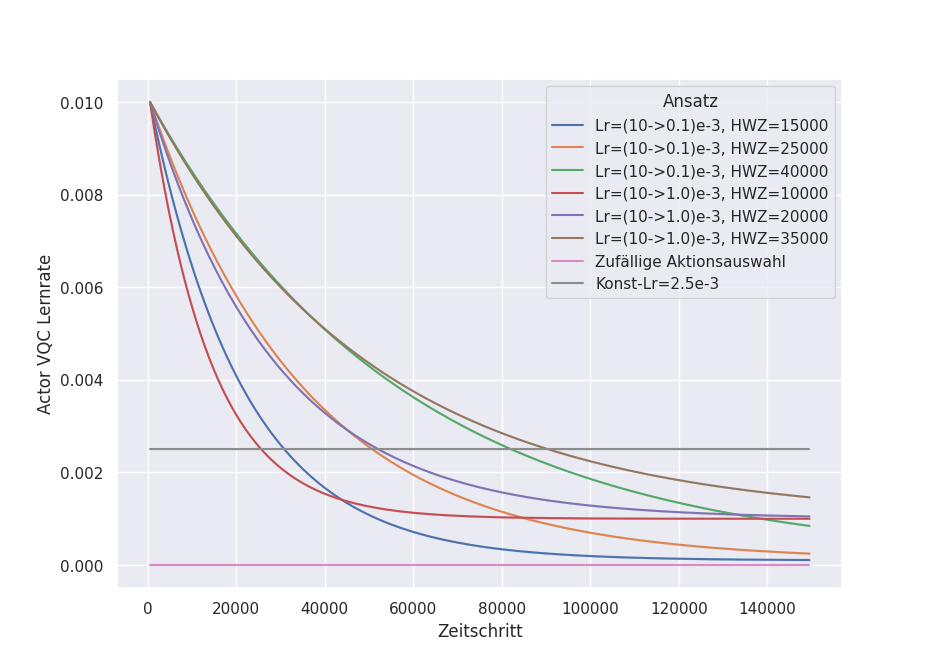 Ansatz
Lr=(10->0.1)e-3, HWZ=15000
Lr=(10->0.1)e-3, HWZ=25000
Lr=(10->0.1)e-3, HWZ=40000
Lr=(10->1.0)e-3, HWZ=10000
Lr=(10->1.0)e-3, HWZ=20000
Lr=(10->1.0)e-3, HWZ=35000
Zufällige Aktionsauswahl
Konst-Lr=2.5e-3
Actor VQC Lernrate
0.010
0.008
0.006
0.004
0.002
0.000
0 20000 40000 60000 80000 100000 120000 140000
Zeitschritt